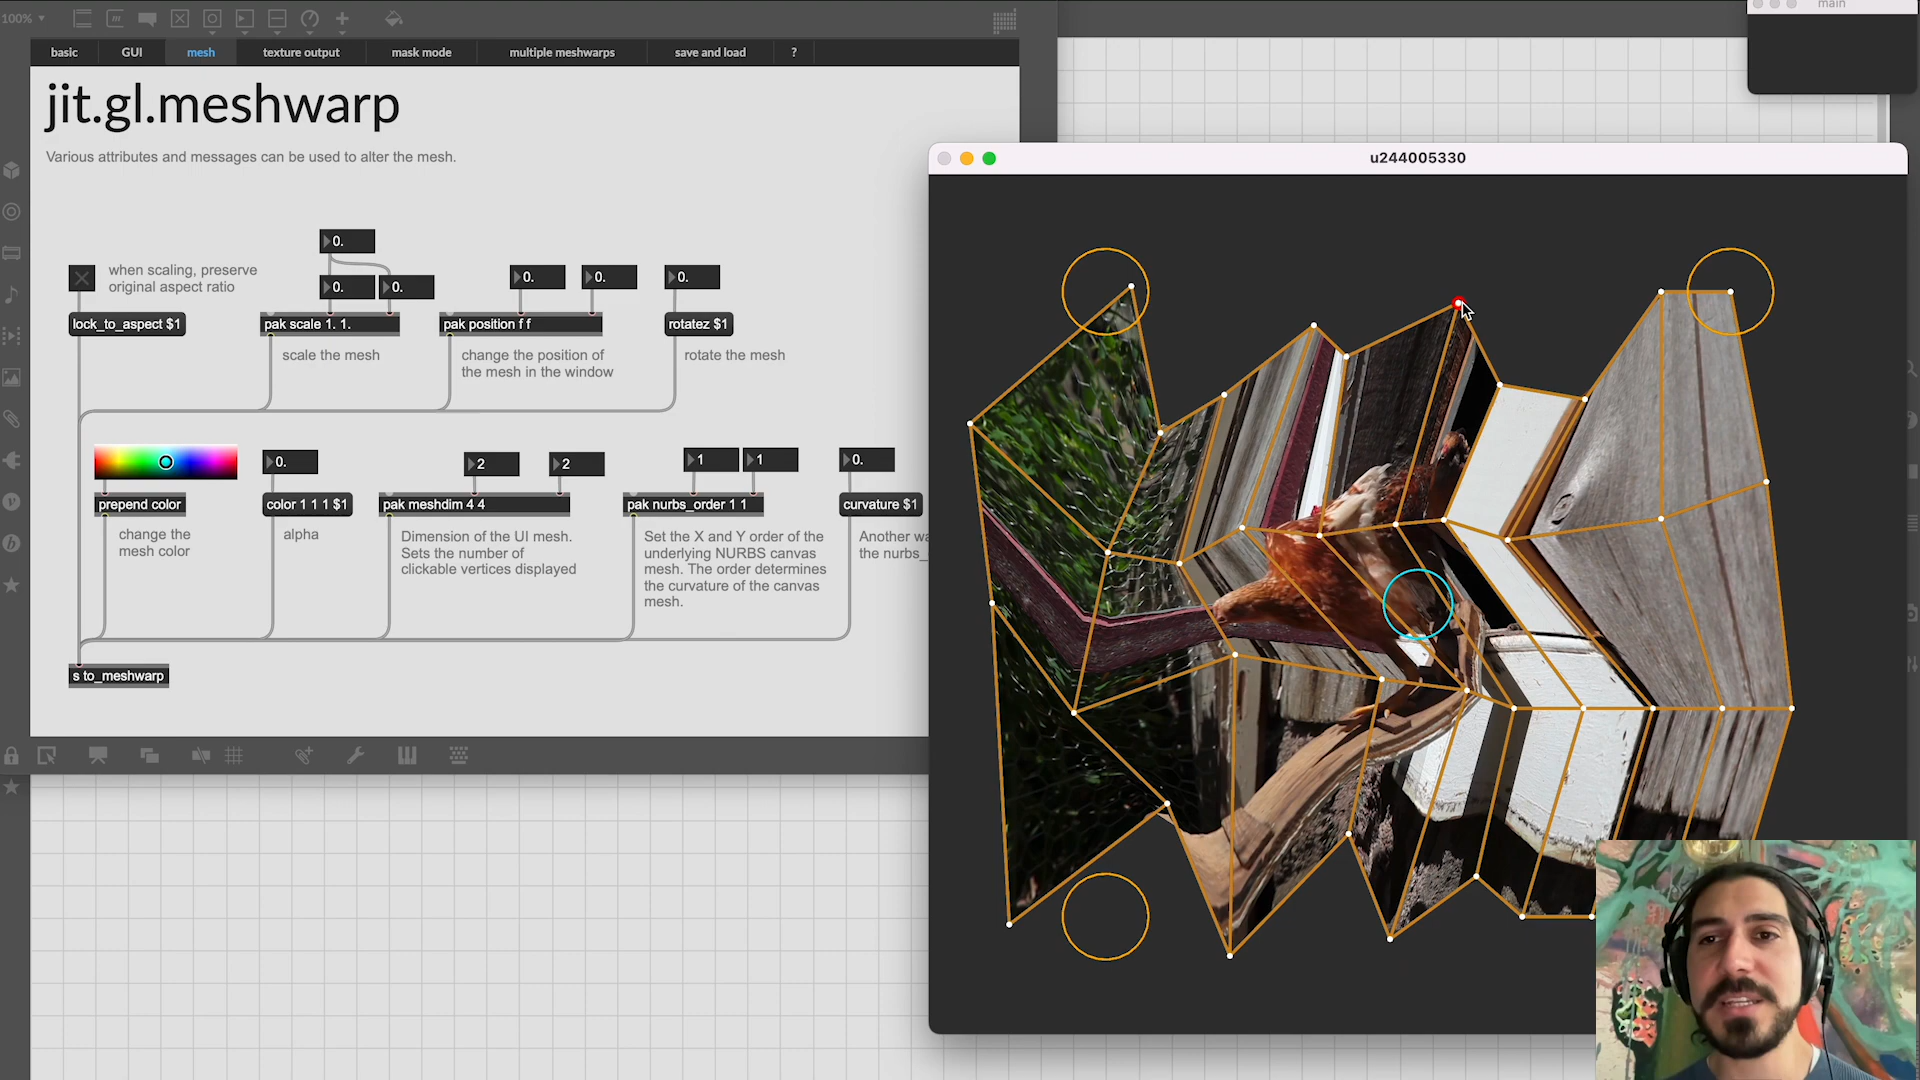 100%
main
basic GUI mesh texture output mask mode multiple meshwarps save and load ?
jit.gl.meshwarp
Various attributes and messages can be used to alter the mesh.
u244005330
0.
when scaling, preserve
original aspect ratio
0. 0. 0. 0. 0.
lock_to_aspect $1 pak scale 1. 1. pak position f f rotatez $1
scale the mesh
change the position of
the mesh in the window
rotate the mesh
0. 2 2 1 1 0.
prepend color color 1 1 1 $1 pak meshdim 4 4 pak nurbs_order 1 1 curvature $1
change the
mesh color
alpha
Dimension of the UI mesh.
Sets the number of
clickable vertices displayed
Set the X and Y order of the
underlying NURBS canvas
mesh. The order determines
the curvature of the canvas
mesh.
Another
the nurbs_
s to_meshwarp